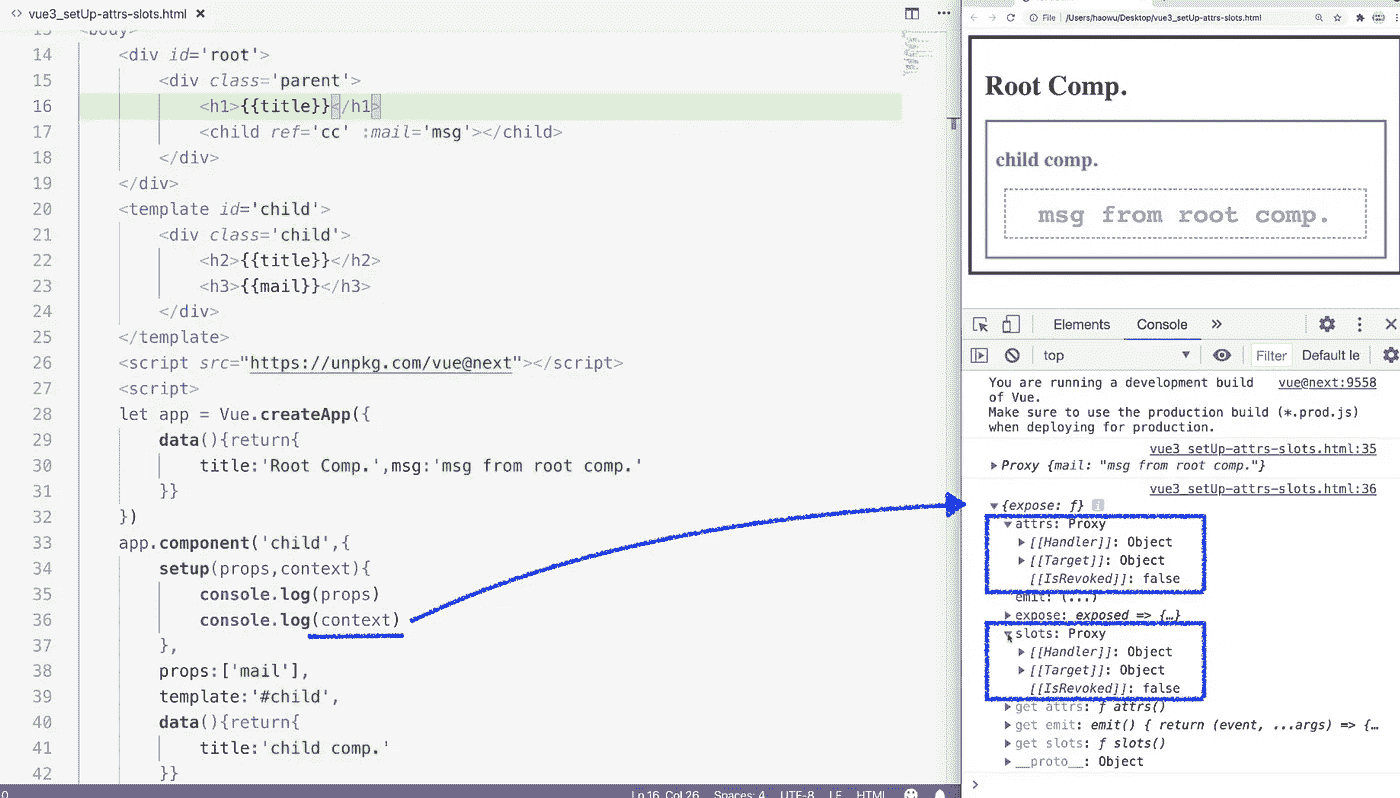 vue3_setUp-attrs-slots.html
File /Users/haowu/Desktop/vue3_setUp-attrs-slots.html
13 <body>
14 <div id='root'>
15 <div class='parent'>
16 <h1>{{title}}</h1>
17 <child ref='cc' :mail='msg'></child>
18 </div>
19 </div>
20 <template id='child'>
21 <div class='child'>
22 <h2>{{title}}</h2>
23 <h3>{{mail}}</h3>
24 </div>
25 </template>
26 <script src="https://unpkg.com/vue@next"></script>
27 <script>
28 let app = Vue.createApp({
29 data(){return{
30 title:'Root Comp.',msg:'msg from root comp.'
31 }}
32 })
33 app.component('child',{
34 setup(props,context){
35 console.log(props)
36 console.log(context)
37 },
38 props:['mail'],
39 template:'#child',
40 data(){return{
41 title:'child comp.'
42 }}
0 Ln 16, Col 26 Spaces: 4 UTF-8 LF HTML
Root Comp.
child comp.
msg from root comp.
Elements Console
top Filter Default le
You are running a development build vue@next:9558
of Vue.
Make sure to use the production build (*.prod.js)
when deploying for production.
vue3_setUp-attrs-slots.html:35
Proxy {mail: "msg from root comp."}
vue3_setUp-attrs-slots.html:36
{expose: ƒ}
attrs: Proxy
[[Handler]]: Object
[[Target]]: Object
[[IsRevoked]]: false
emit: (...)
expose: exposed => {…}
slots: Proxy
[[Handler]]: Object
[[Target]]: Object
[[IsRevoked]]: false
get attrs: ƒ attrs()
get emit: emit() { return (event, ...args) => {…
get slots: ƒ slots()
__proto__: Object